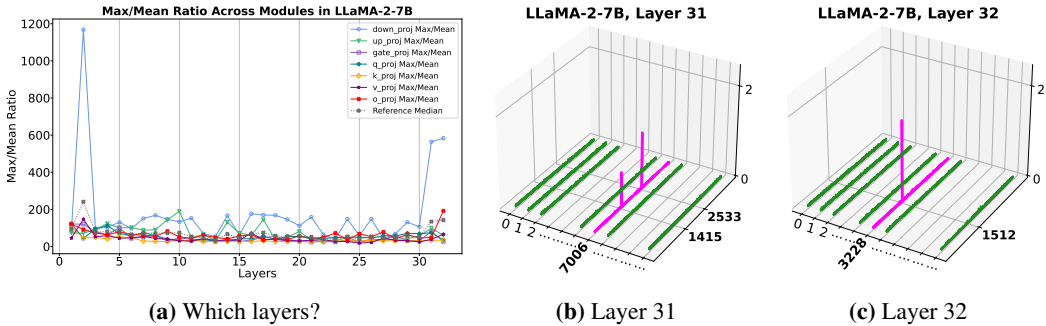 Max/Mean Ratio Across Modules in LLaMA-2-7B
Max/Mean Ratio
1200
1000
800
600
400
200
0
0 5 10 15 20 25 30
Layers
down_proj Max/Mean
up_proj Max/Mean
gate_proj Max/Mean
q_proj Max/Mean
k_proj Max/Mean
v_proj Max/Mean
o_proj Max/Mean
Reference Median
(a) Which layers?
LLaMA-2-7B, Layer 31
2
0
0 1 2 ........ 7006 ........
2533
1415
(b) Layer 31
LLaMA-2-7B, Layer 32
2
0
0 1 2 ........ 3228 ........
1512
(c) Layer 32